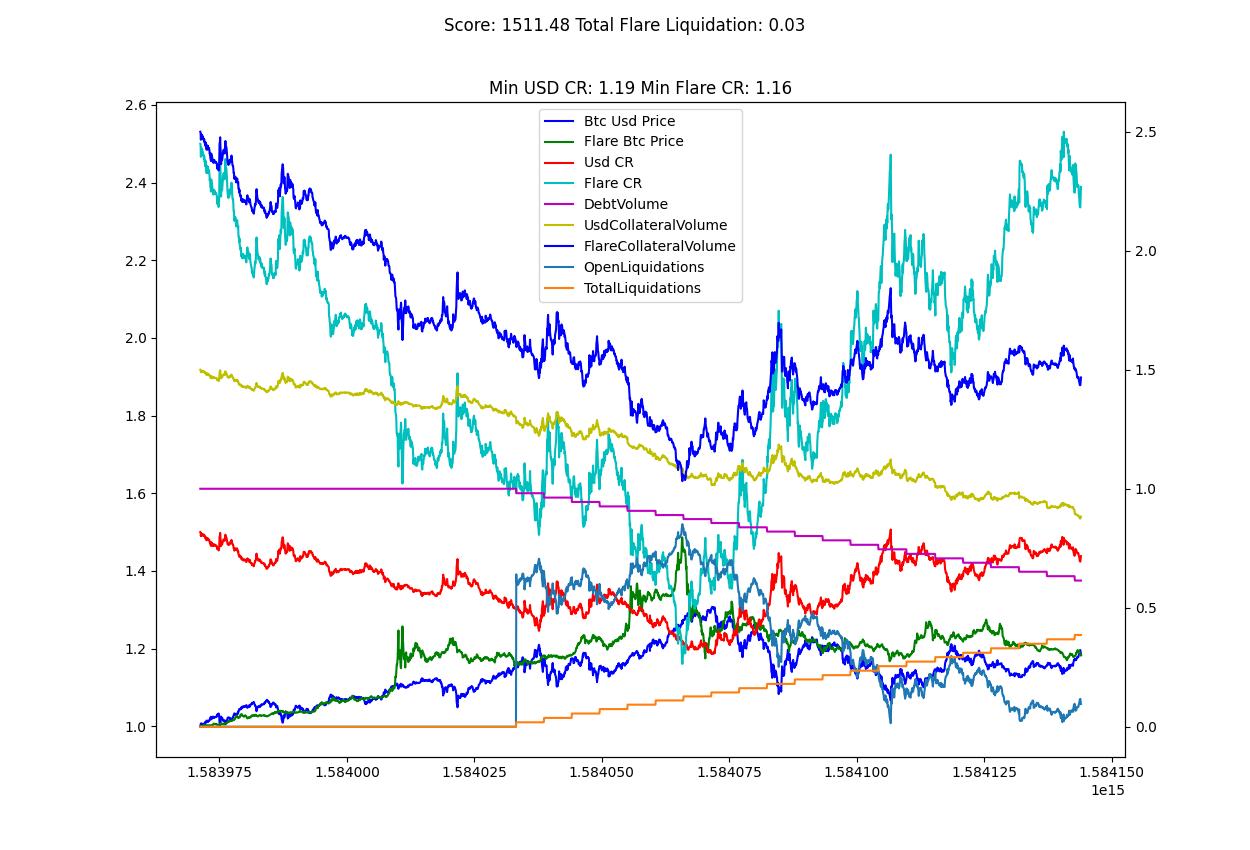 Score: 1511.48 Total Flare Liquidation: 0.03
Min USD CR: 1.19 Min Flare CR: 1.16
2.6
2.4
2.2
2.0
1.8
1.6
1.4
1.2
1.0
Btc Usd Price
Flare Btc Price
Usd CR
Flare CR
DebtVolume
UsdCollateralVolume
FlareCollateralVolume
OpenLiquidations
TotalLiquidations
2.5
2.0
1.5
1.0
0.5
0.0
1.583975 1.584000 1.584025 1.584050 1.584075 1.584100 1.584125 1.584150
1e15